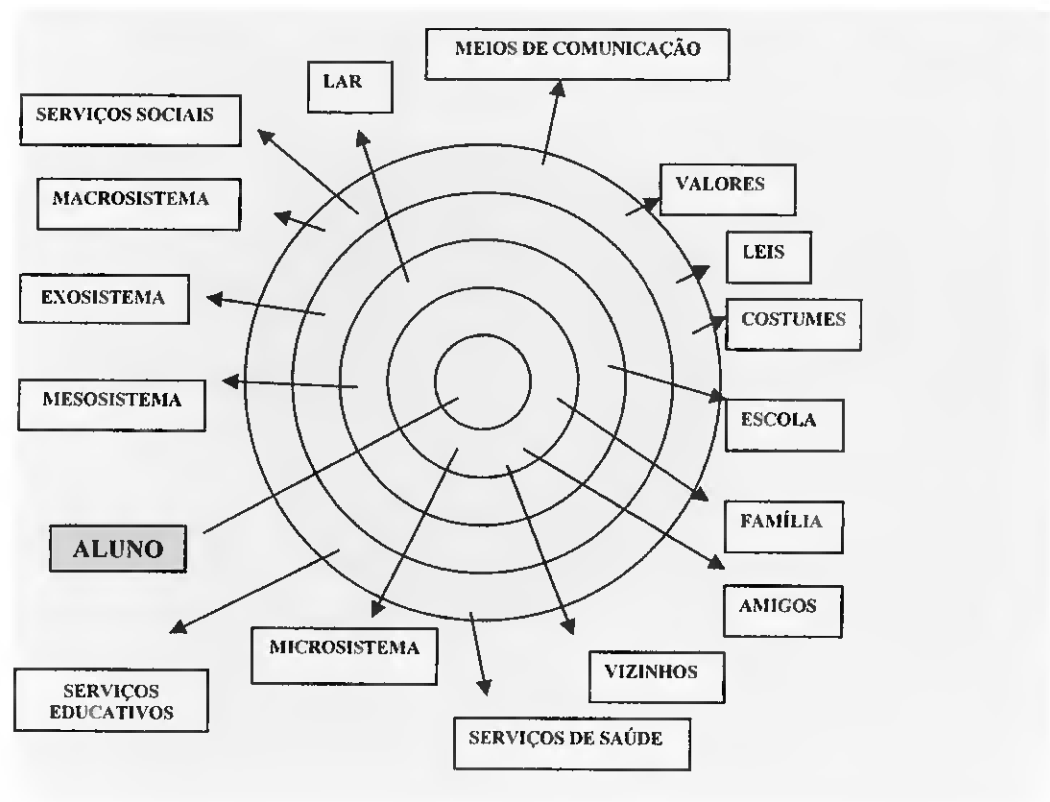 MEIOS DE COMUNICAÇÃO
LAR
SERVIÇOS SOCIAIS
VALORES
MACROSISTEMA
LEIS
EXOSISTEMA
COSTUMES
MESOSISTEMA
ESCOLA
FAMÍLIA
ALUNO
AMIGOS
MICROSISTEMA
VIZINHOS
SERVIÇOS
EDUCATIVOS
SERVIÇOS DE SAÚDE